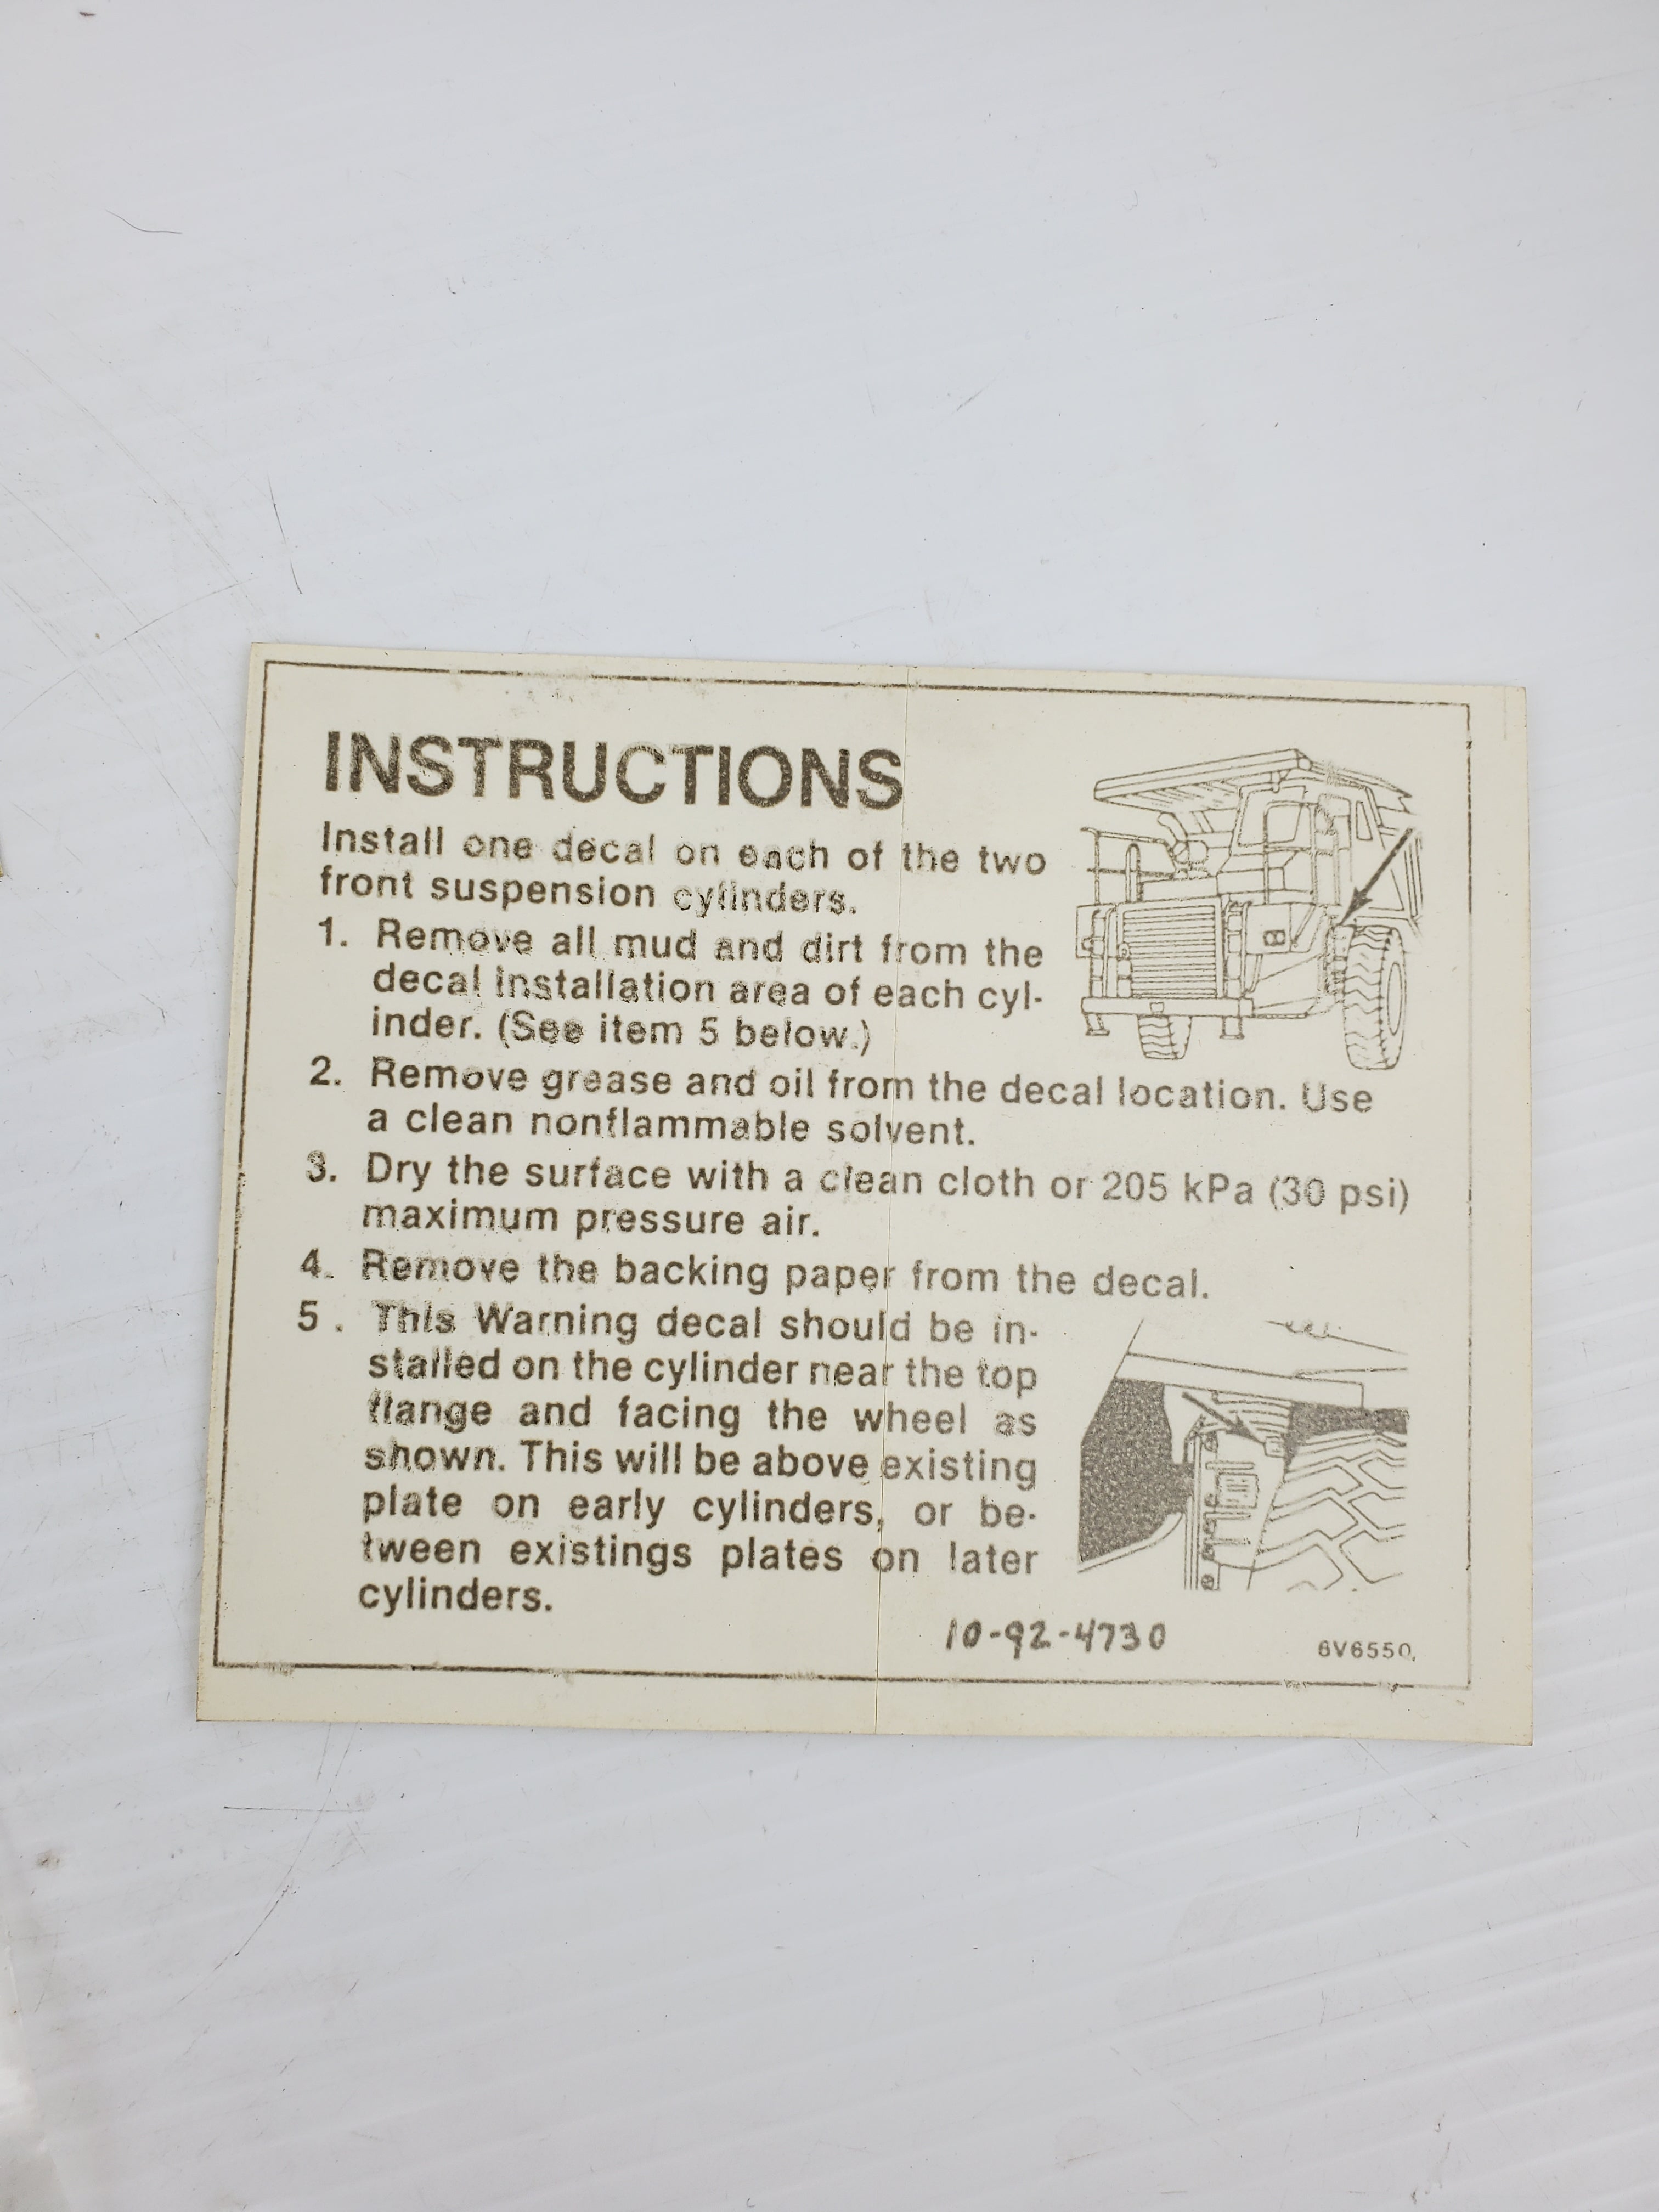 INSTRUCTIONS
Install one decal on each of the two
front suspension cylinders.
1. Remove all mud and dirt from the
decal installation area of each cyl-
inder. (See item 5 below.)
2. Remove grease and oil from the decal location. Use
a clean nonflammable solvent.
3. Dry the surface with a clean cloth or 205 kPa (30 psi)
maximum pressure air.
4. Remove the backing paper from the decal.
5. This Warning decal should be in-
stalled on the cylinder near the top
flange and facing the wheel as
shown. This will be above existing
plate on early cylinders, or be-
tween existings plates on later
cylinders.
10-92-4730
6V6550